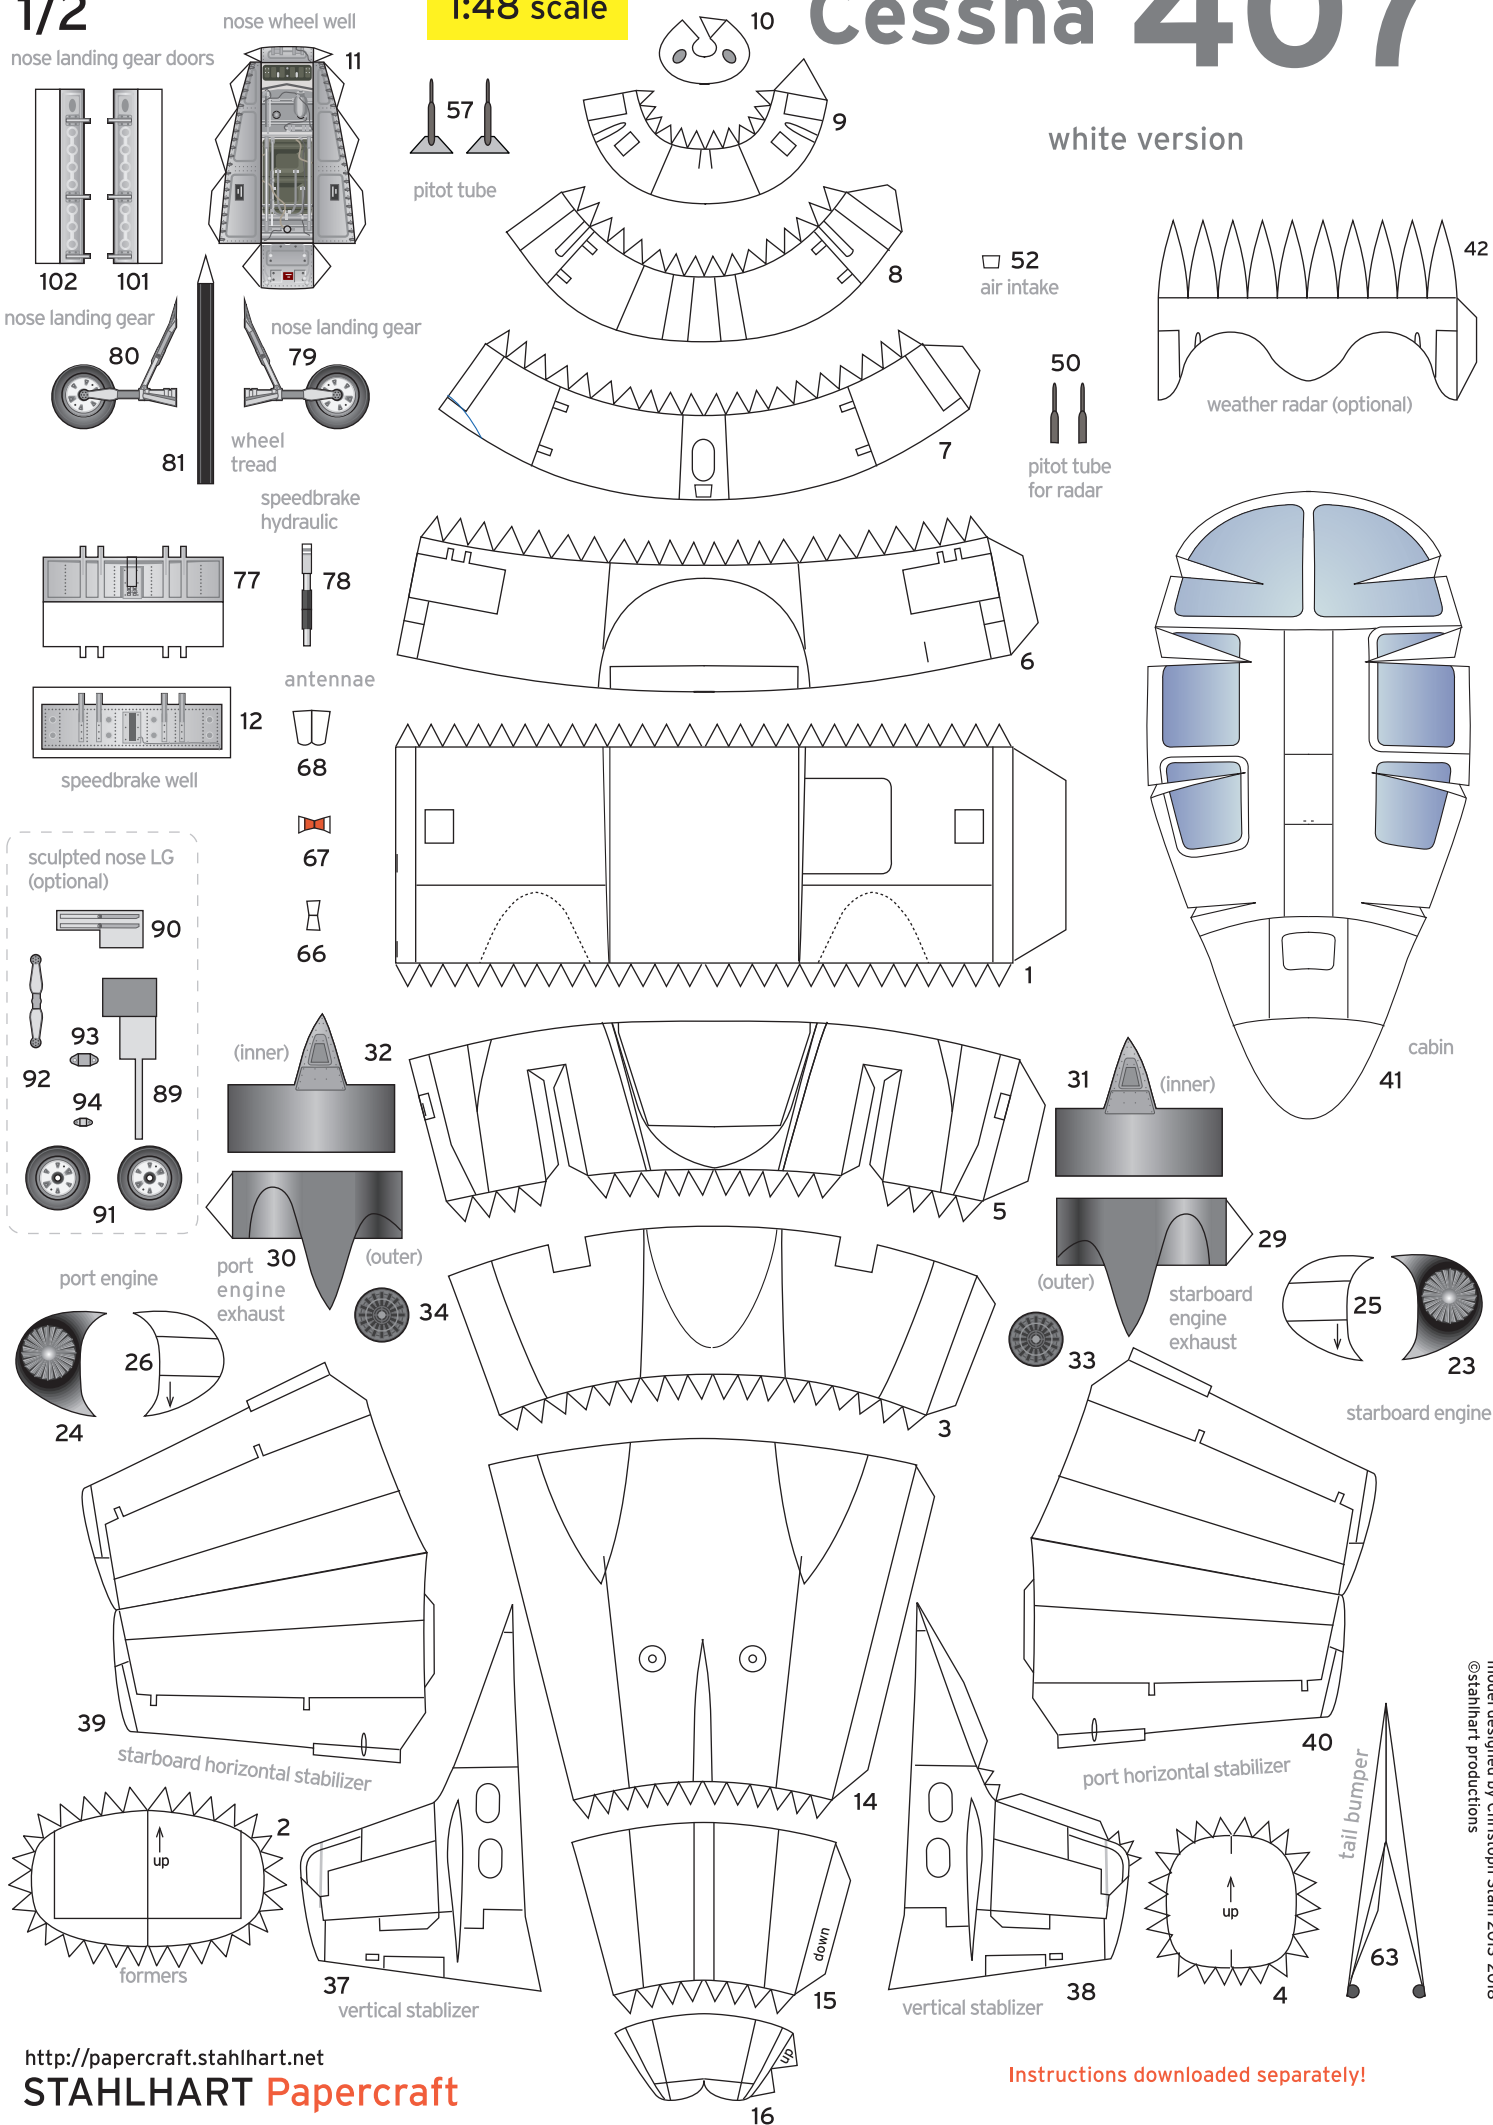 1/2
1:48 scale
Cessna 407
white version
nose landing gear doors
nose wheel well
11
102
101
57
pitot tube
10
9
8
52
air intake
42
weather radar (optional)
50
pitot tube
for radar
nose landing gear
80
nose landing gear
79
81
wheel
tread
7
speedbrake
hydraulic
77
78
6
12
speedbrake well
antennae
68
67
66
1
sculpted nose LG
(optional)
90
92
93
94
89
91
(inner)
32
5
31
(inner)
cabin
41
port engine
30
port
engine
exhaust
(outer)
34
29
(outer)
starboard
engine
exhaust
33
25
23
starboard engine
26
24
3
39
starboard horizontal stabilizer
14
40
port horizontal stabilizer
2
up
formers
37
vertical stablizer
down
15
38
vertical stablizer
up
4
tail bumper
63
©stahlhart productions
up
16
http://papercraft.stahlhart.net
STAHLHART Papercraft
Instructions downloaded separately!